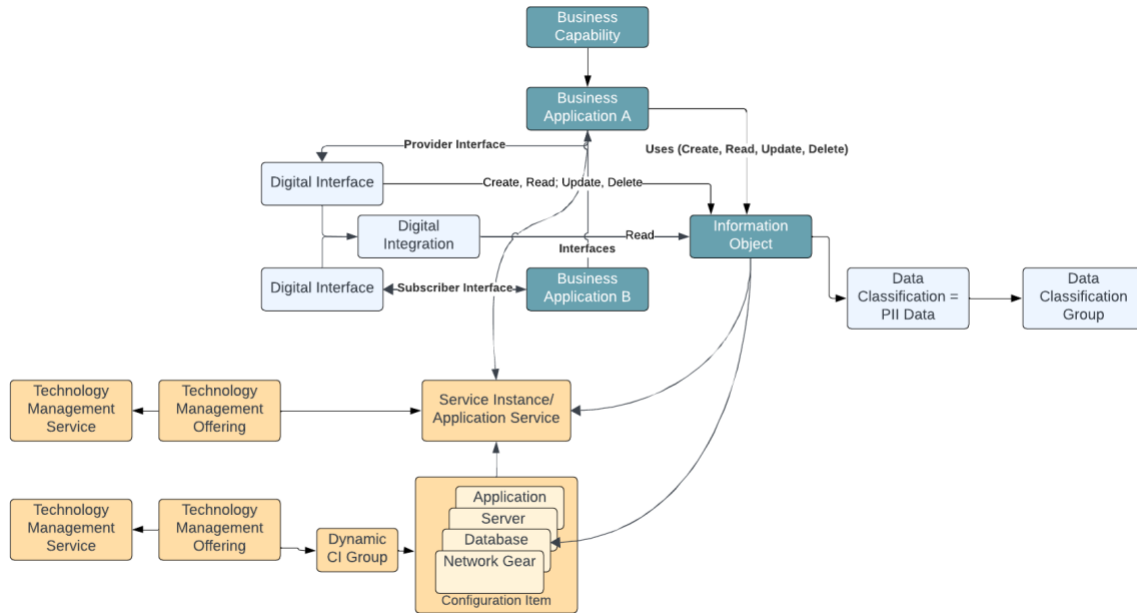 Business
Capability
Business
Application A
Provider Interface
Uses (Create, Read, Update, Delete)
Digital Interface
Create, Read; Update, Delete
Digital
Integration
Read
Information
Object
Interfaces
Digital Interface
Subscriber Interface
Business
Application B
Data
Classification =
PII Data
Data
Classification
Group
Technology
Management
Service
Technology
Management
Offering
Service Instance/
Application Service
Technology
Management
Service
Technology
Management
Offering
Dynamic
CI Group
Application
Server
Database
Network Gear
Configuration Item